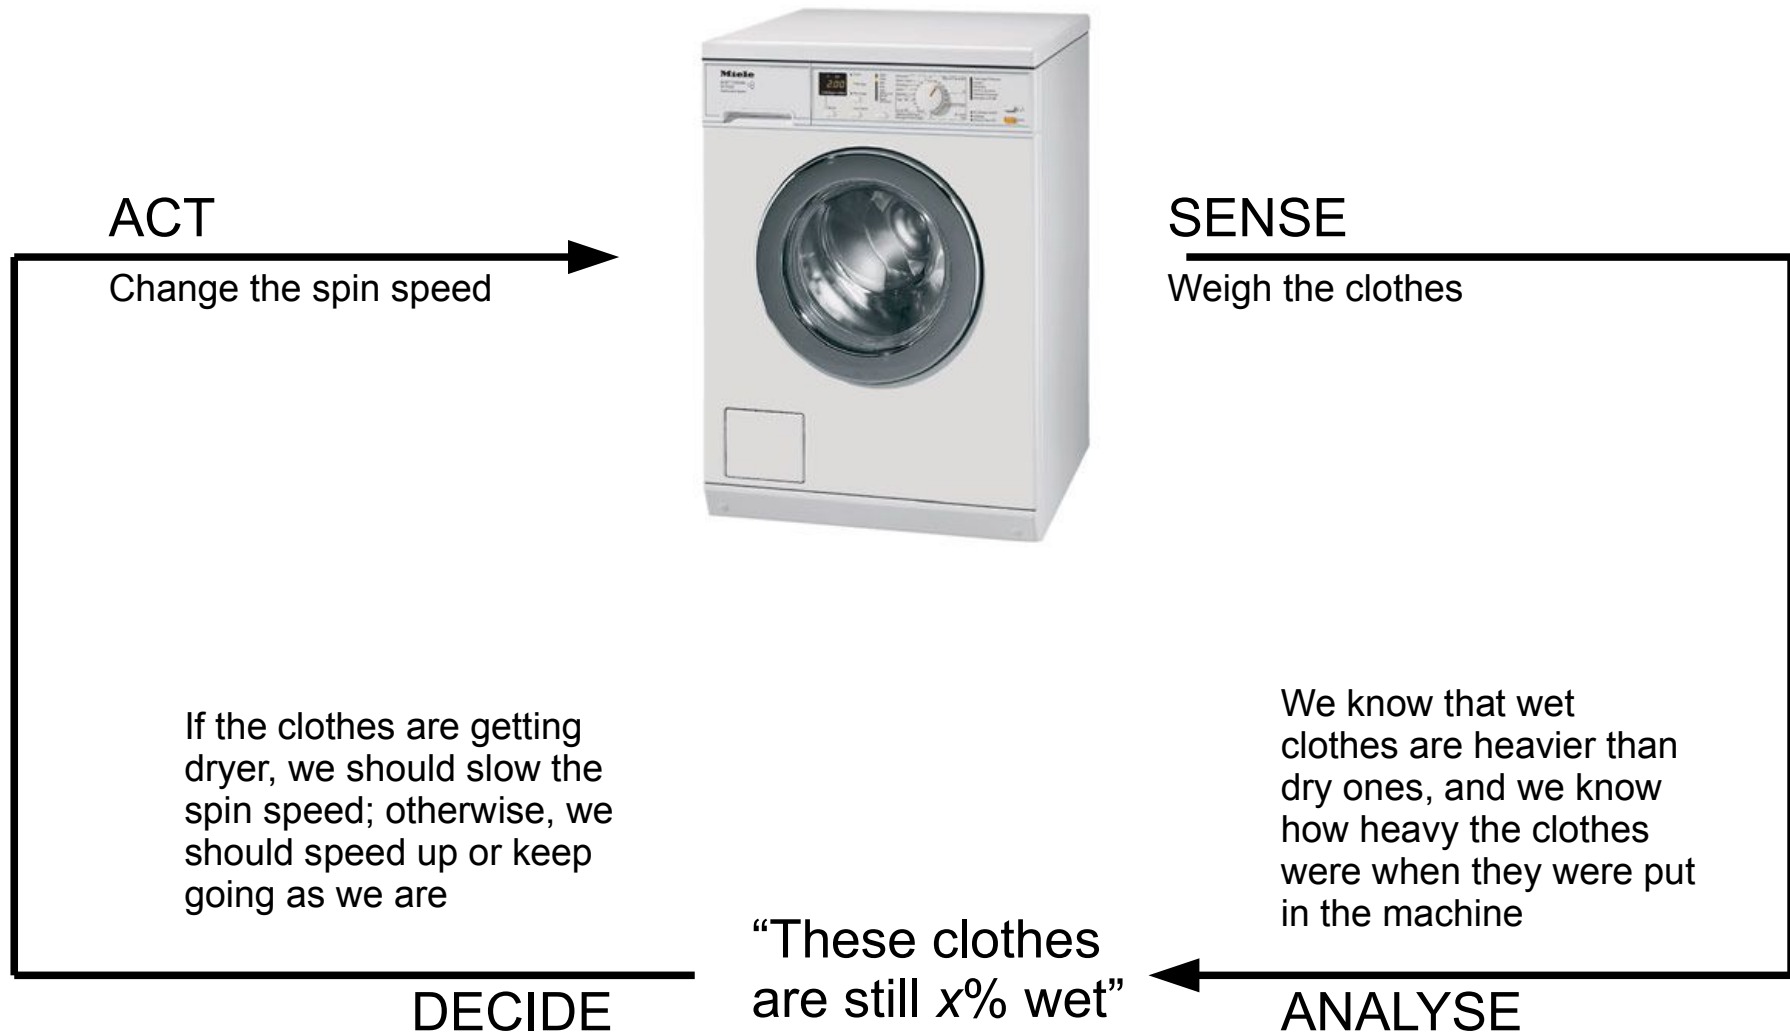 Miele
2:00
ACT
Change the spin speed
SENSE
Weigh the clothes
If the clothes are getting
dryer, we should slow the
spin speed; otherwise, we
should speed up or keep
going as we are
We know that wet
clothes are heavier than
dry ones, and we know
how heavy the clothes
were when they were put
in the machine
“These clothes
are still x% wet”
DECIDE
ANALYSE